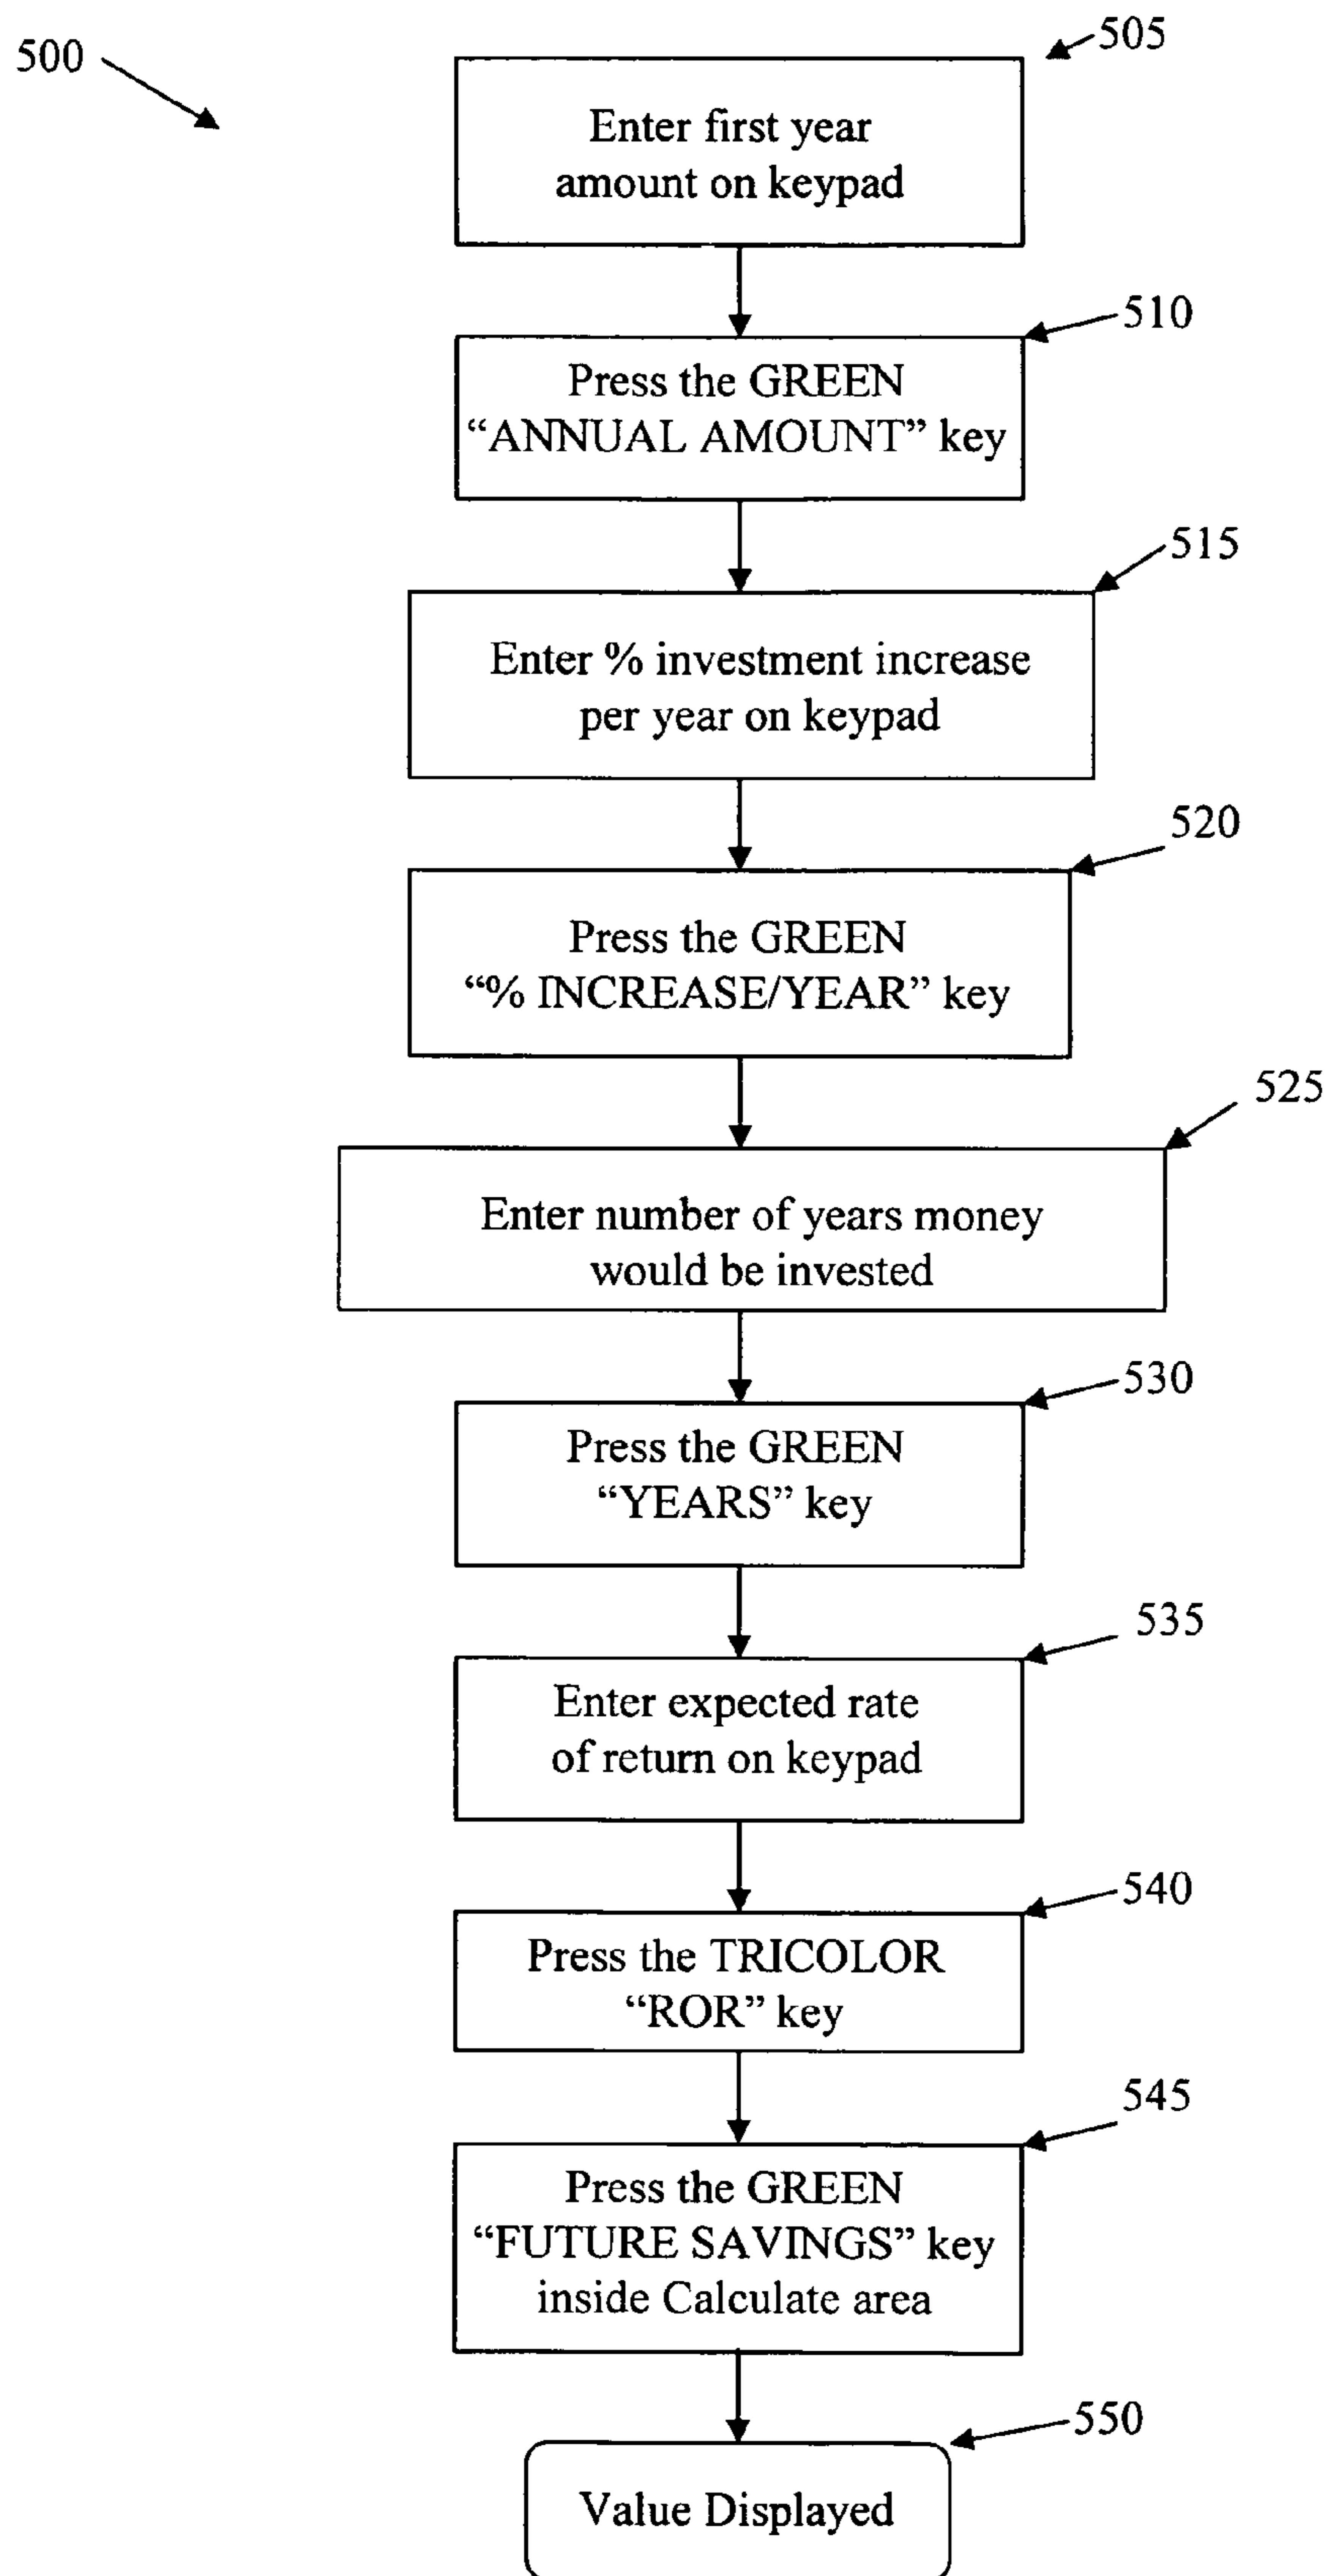 500
505
Enter first year
amount on keypad
510
Press the GREEN
“ANNUAL AMOUNT” key
515
Enter % investment increase
per year on keypad
520
Press the GREEN
“% INCREASE/YEAR” key
525
Enter number of years money
would be invested
530
Press the GREEN
“YEARS” key
535
Enter expected rate
of return on keypad
540
Press the TRICOLOR
“ROR” key
545
Press the GREEN
“FUTURE SAVINGS” key
inside Calculate area
550
Value Displayed